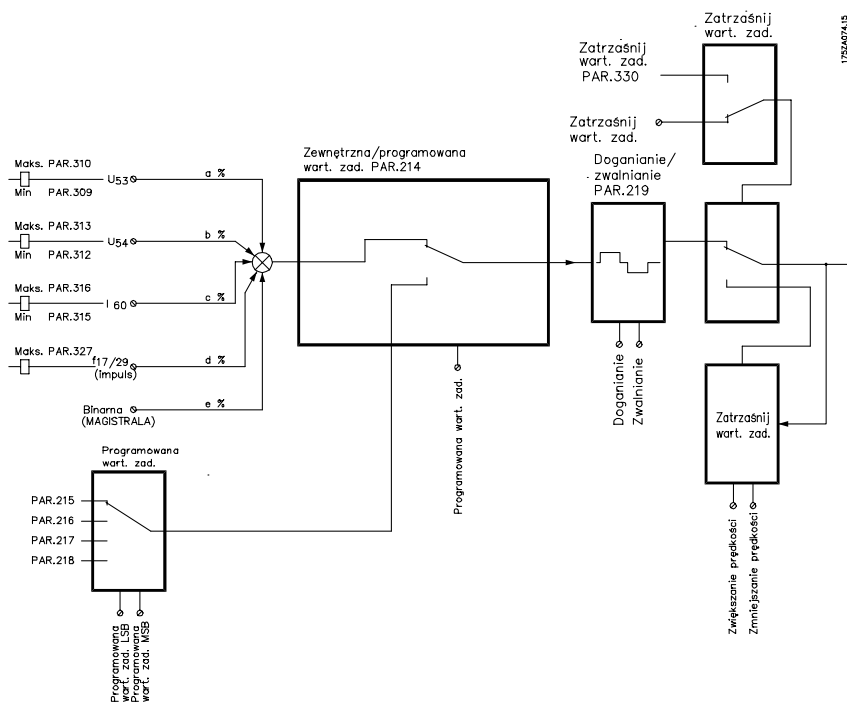 Zatrzaśnij
wart. zad.
175ZA074.15
Zatrzaśnij
wart. zad.
PAR.330
Zatrzaśnij
wart. zad.
Zewnętrzna/programowana
wart. zad. PAR.214
Doganianie/
zwalnianie
PAR.219
Maks. PAR.310
Min PAR.309
U53
a %
Maks. PAR.313
Min PAR.312
U54
b %
Maks. PAR.316
Min PAR.315
I 60
c %
Maks. PAR.327
f17/29
(impuls)
d %
Binarna
(MAGISTRALA)
e %
Programowana wart. zad.
Doganianie
Zwalnianie
Zatrzaśnij
wart. zad.
Zwiększanie prędkości
Zmniejszanie prędkości
Programowana
wart. zad.
PAR.215
PAR.216
PAR.217
PAR.218
Programowana
wart. zad. LSB
Programowana
wart. zad. MSB